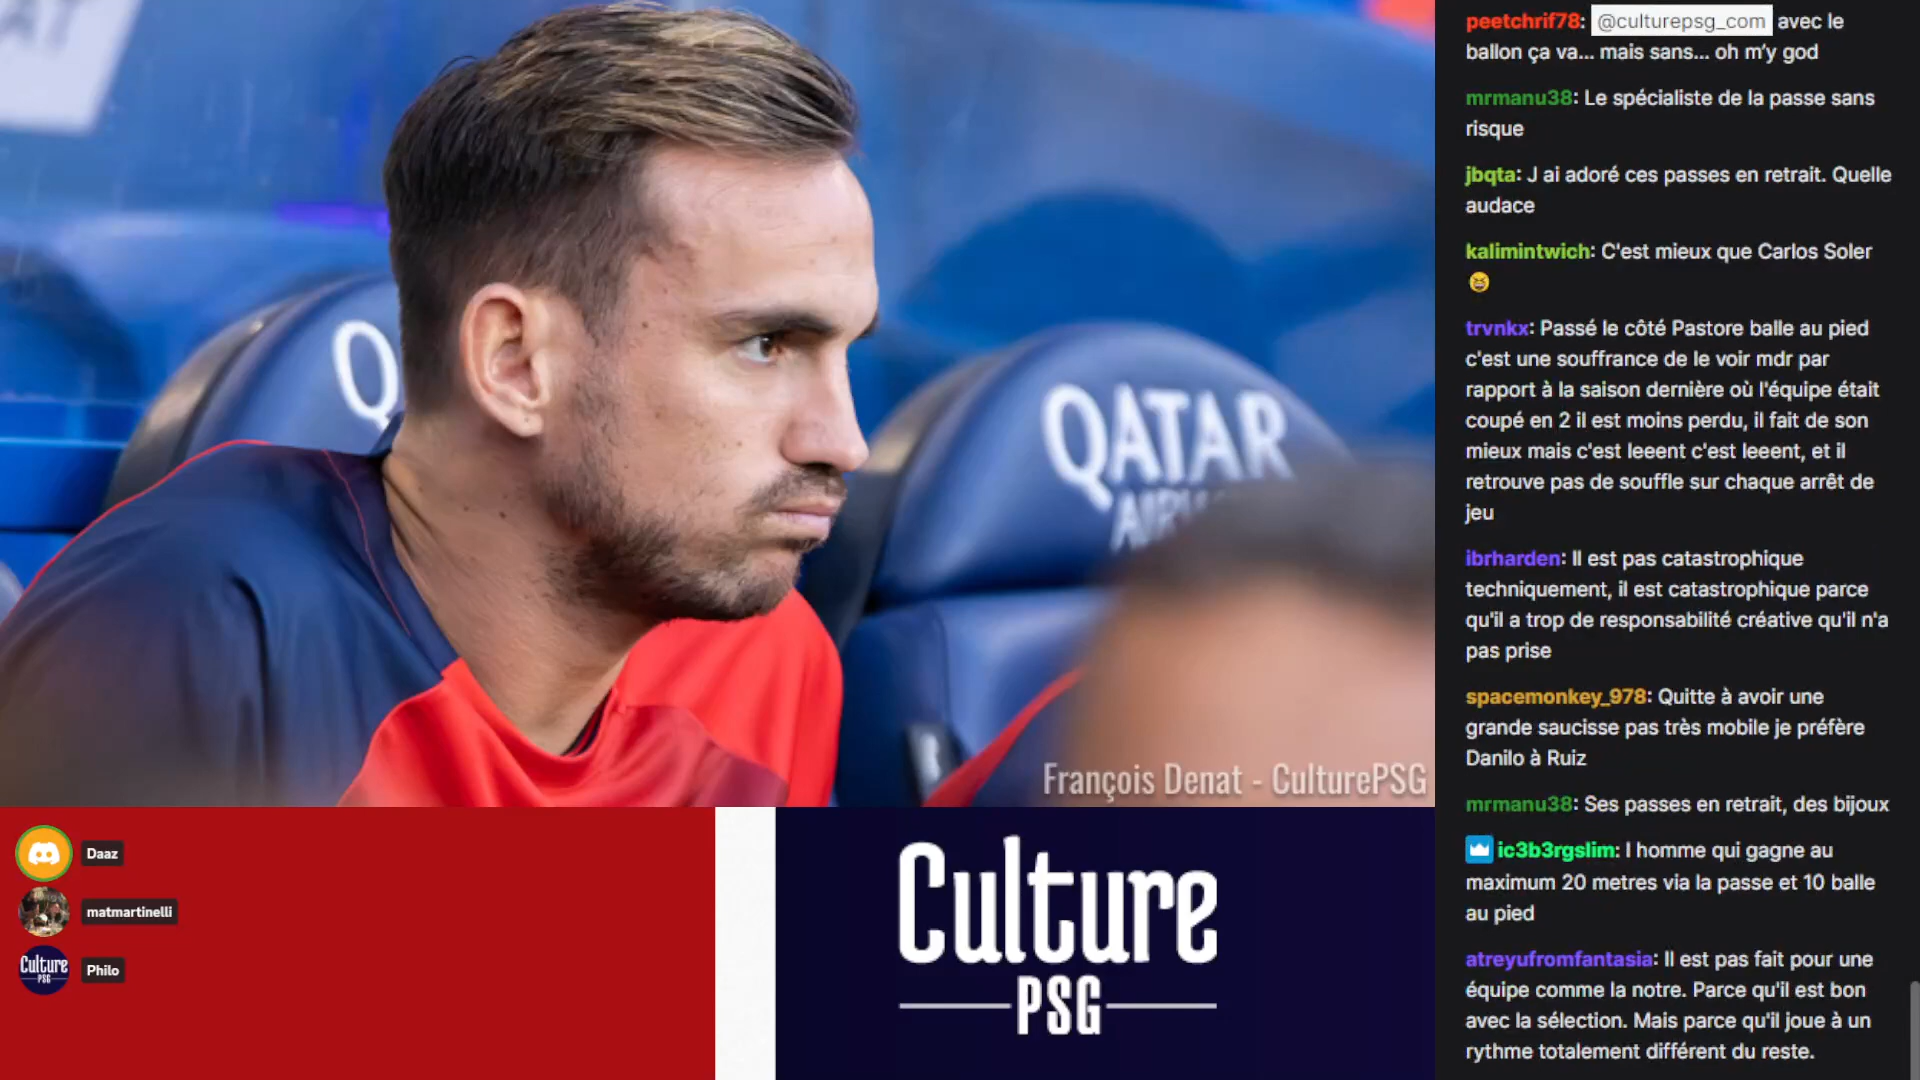 AT
Q
QATAR
AIRW
François Denat - CulturePSG
Daaz
matmartinelli
Culture
PSG
Philo
Culture
PSG
peetchrif78: @culturepsg_com avec le
ballon ça va... mais sans... oh m'y god
mrmanu38: Le spécialiste de la passe sans
risque
jbqta: J ai adoré ces passes en retrait. Quelle
audace
kalimintwich: C'est mieux que Carlos Soler
😆
trvnkx: Passé le côté Pastore balle au pied
c'est une souffrance de le voir mdr par
rapport à la saison dernière où l'équipe était
coupé en 2 il est moins perdu, il fait de son
mieux mais c'est leeent c'est leeent, et il
retrouve pas de souffle sur chaque arrêt de
jeu
ibrharden: Il est pas catastrophique
techniquement, il est catastrophique parce
qu'il a trop de responsabilité créative qu'il n'a
pas prise
spacemonkey_978: Quitte à avoir une
grande saucisse pas très mobile je préfère
Danilo à Ruiz
mrmanu38: Ses passes en retrait, des bijoux
ic3b3rgslim: l homme qui gagne au
maximum 20 metres via la passe et 10 balle
au pied
atreyufromfantasia: Il est pas fait pour une
équipe comme la notre. Parce qu'il est bon
avec la sélection. Mais parce qu'il joue à un
rythme totalement différent du reste.